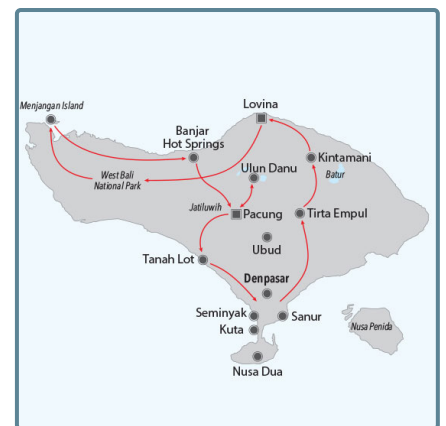 Lovina
Menjangan Island
Banjar
Hot Springs
Kintamani
Ulun Danu
Batur
West Bali
National Park
Jatiluwih
Pacung
Tirta Empul
Ubud
Tanah Lot
Denpasar
Seminyak
Sanur
Kuta
Nusa Penida
Nusa Dua